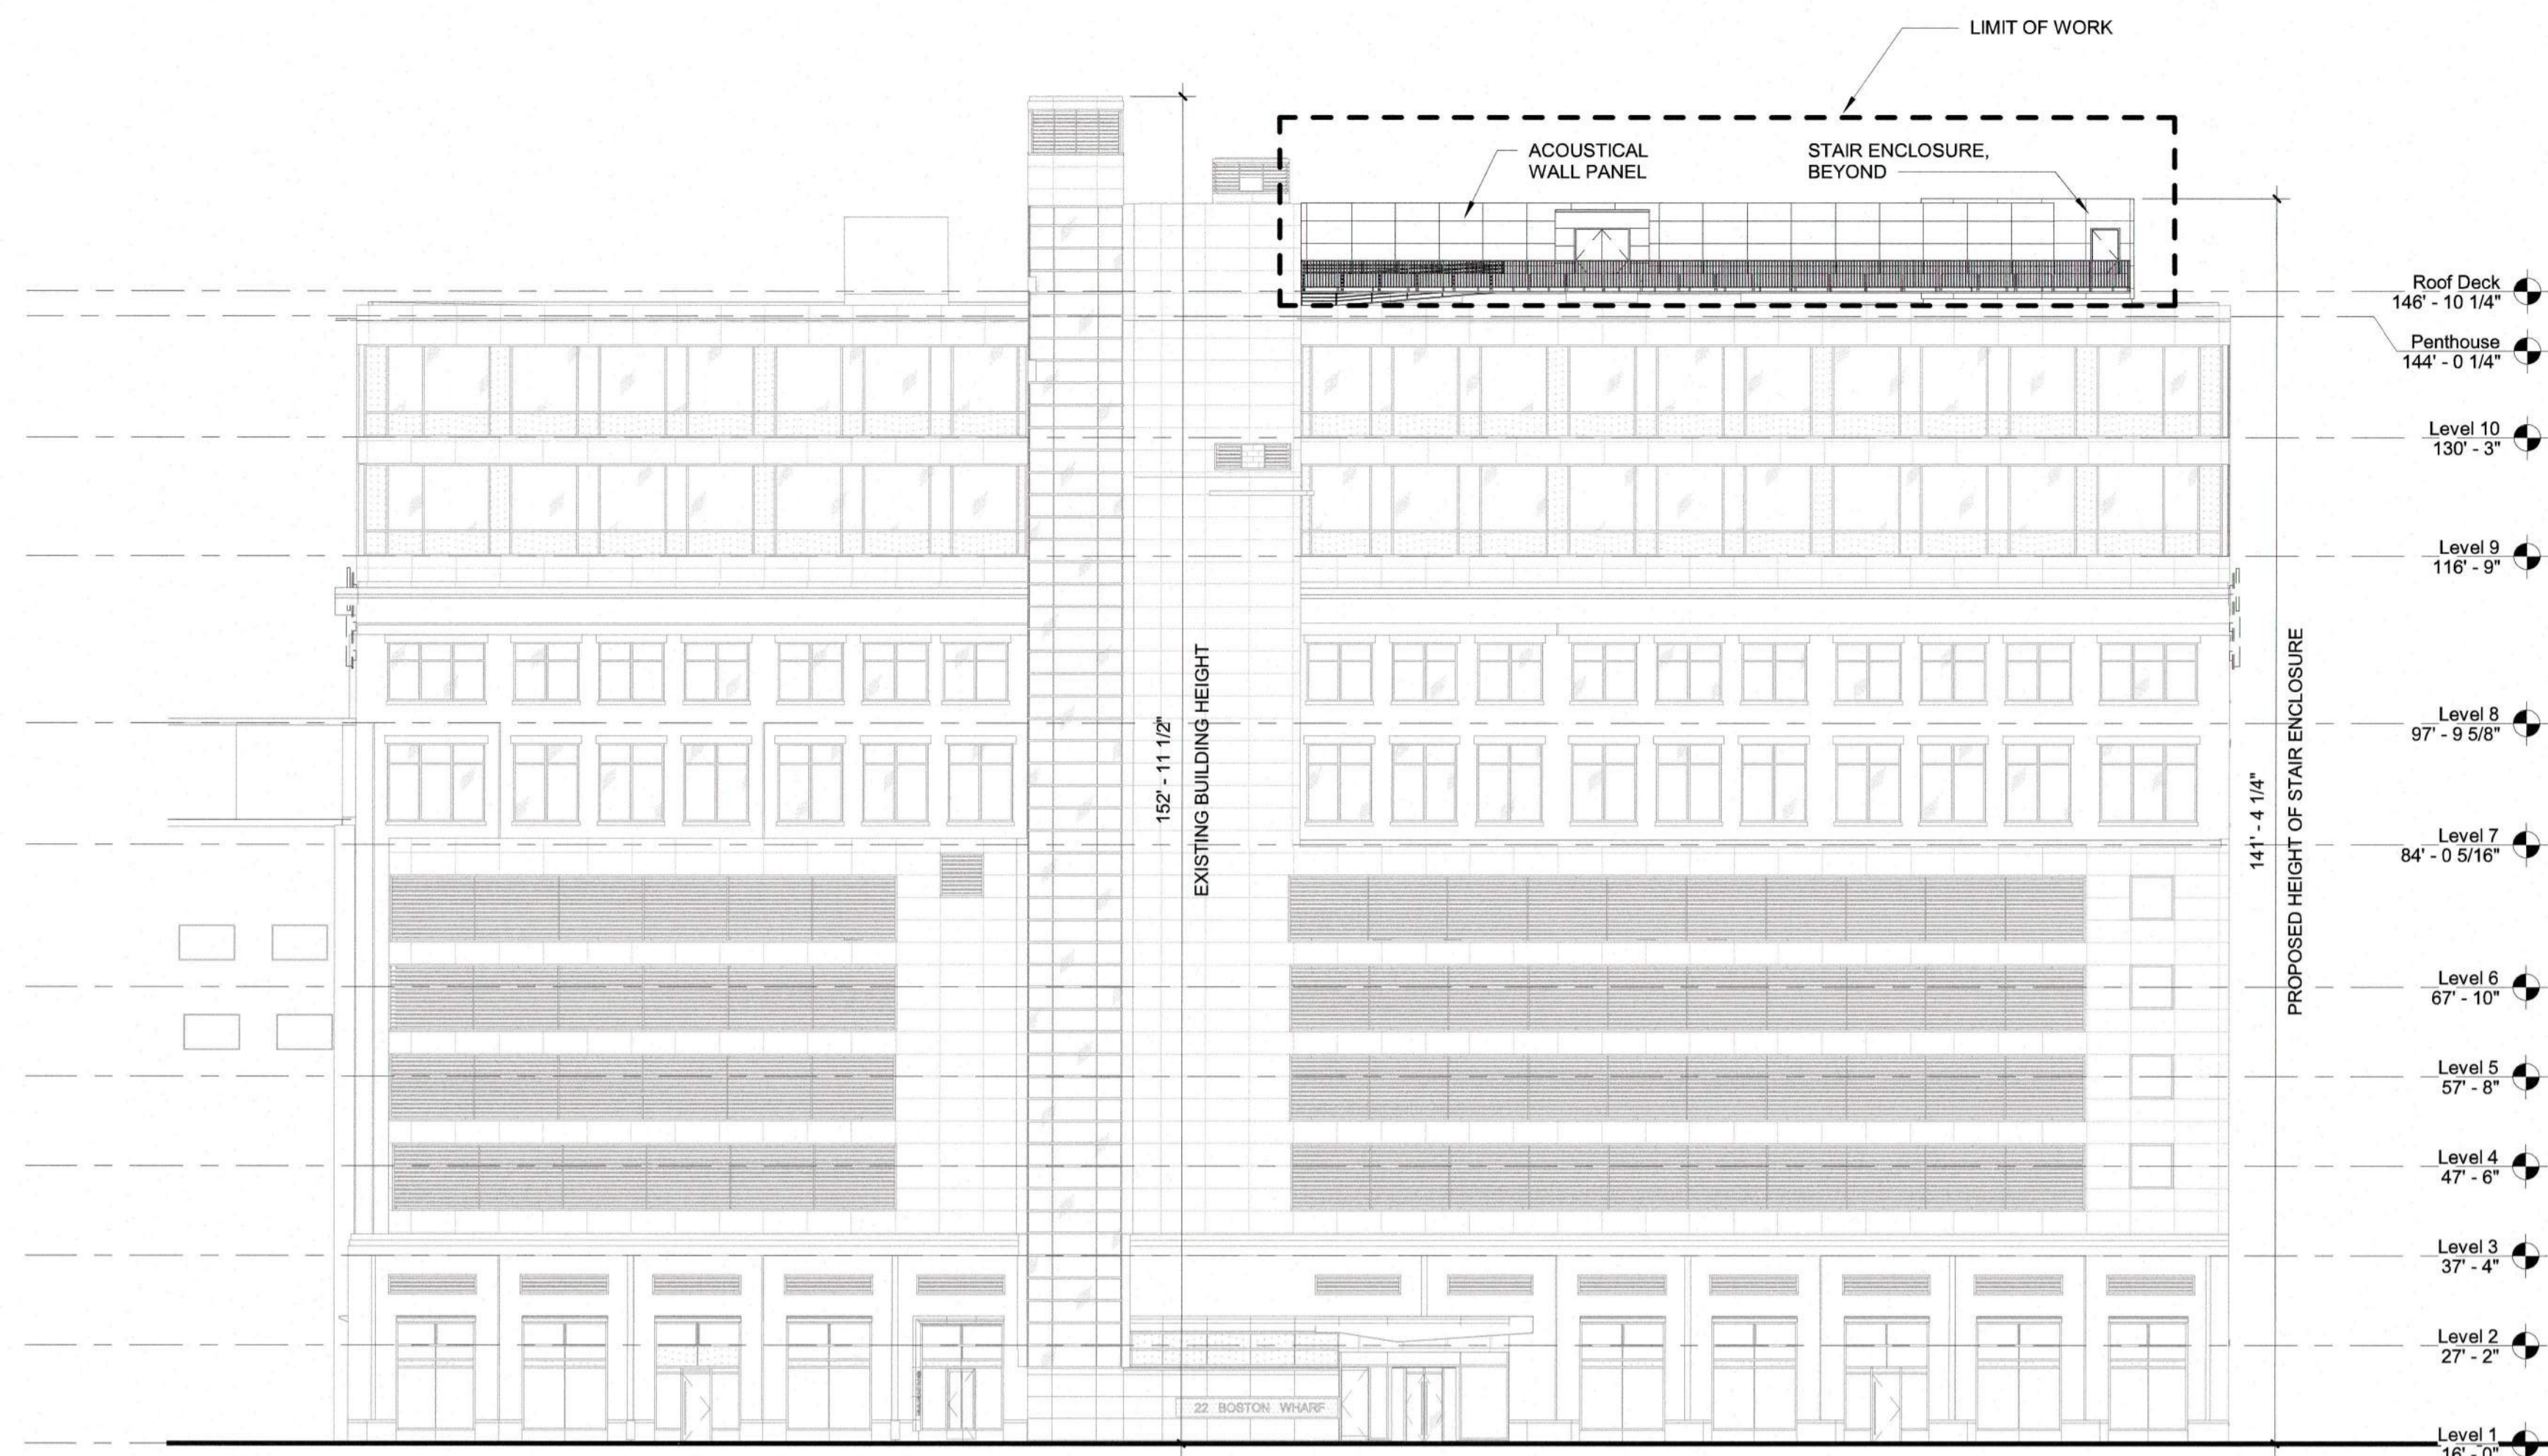 LIMIT OF WORK
ACOUSTICAL
WALL PANEL
STAIR ENCLOSURE,
BEYOND
Roof Deck
146' - 10 1/4"
Penthouse
144' - 0 1/4"
Level 10
130' - 3"
Level 9
116' - 9"
152' - 11 1/2"
EXISTING BUILDING HEIGHT
141' - 4 1/4"
PROPOSED HEIGHT OF STAIR ENCLOSURE
Level 8
97' - 9 5/8"
Level 7
84' - 0 5/16"
Level 6
67' - 10"
Level 5
57' - 8"
Level 4
47' - 6"
Level 3
37' - 4"
Level 2
27' - 2"
22 BOSTON WHARF
Level 1
16' - 0"